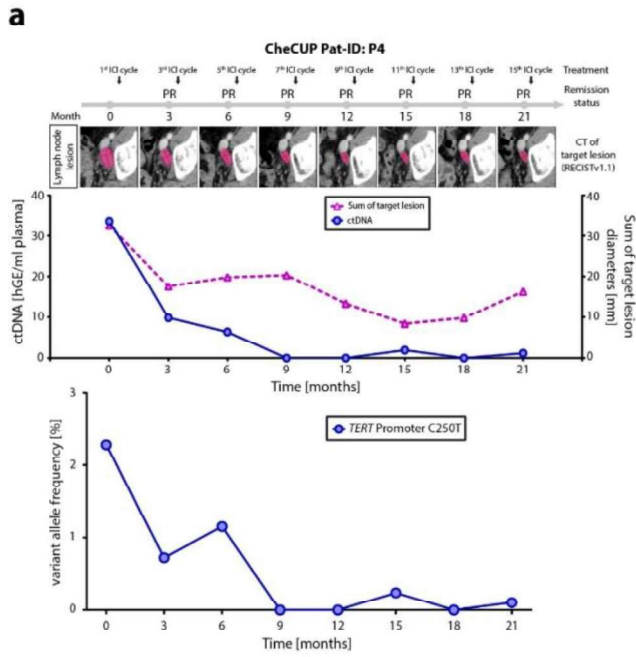 a
CheCUP Pat-ID: P4
1st ICI cycle 3rd ICI cycle 5th ICI cycle 7th ICI cycle 9th ICI cycle 11th ICI cycle 13th ICI cycle 15th ICI cycle Treatment
PR PR PR PR PR PR PR Remission status
Month 0 3 6 9 12 15 18 21
Lymph node lesion
CT of target lesion (RECISTv1.1)
Sum of target lesion
ctDNA
ctDNA [hGE/ml plasma]
40 30 20 10 0
40 30 20 10 0
Sum of target lesion diameters [mm]
0 3 6 9 12 15 18 21
Time [months]
TERT Promoter C250T
variant allele frequency [%]
3 2 1 0
0 3 6 9 12 15 18 21
Time [months]